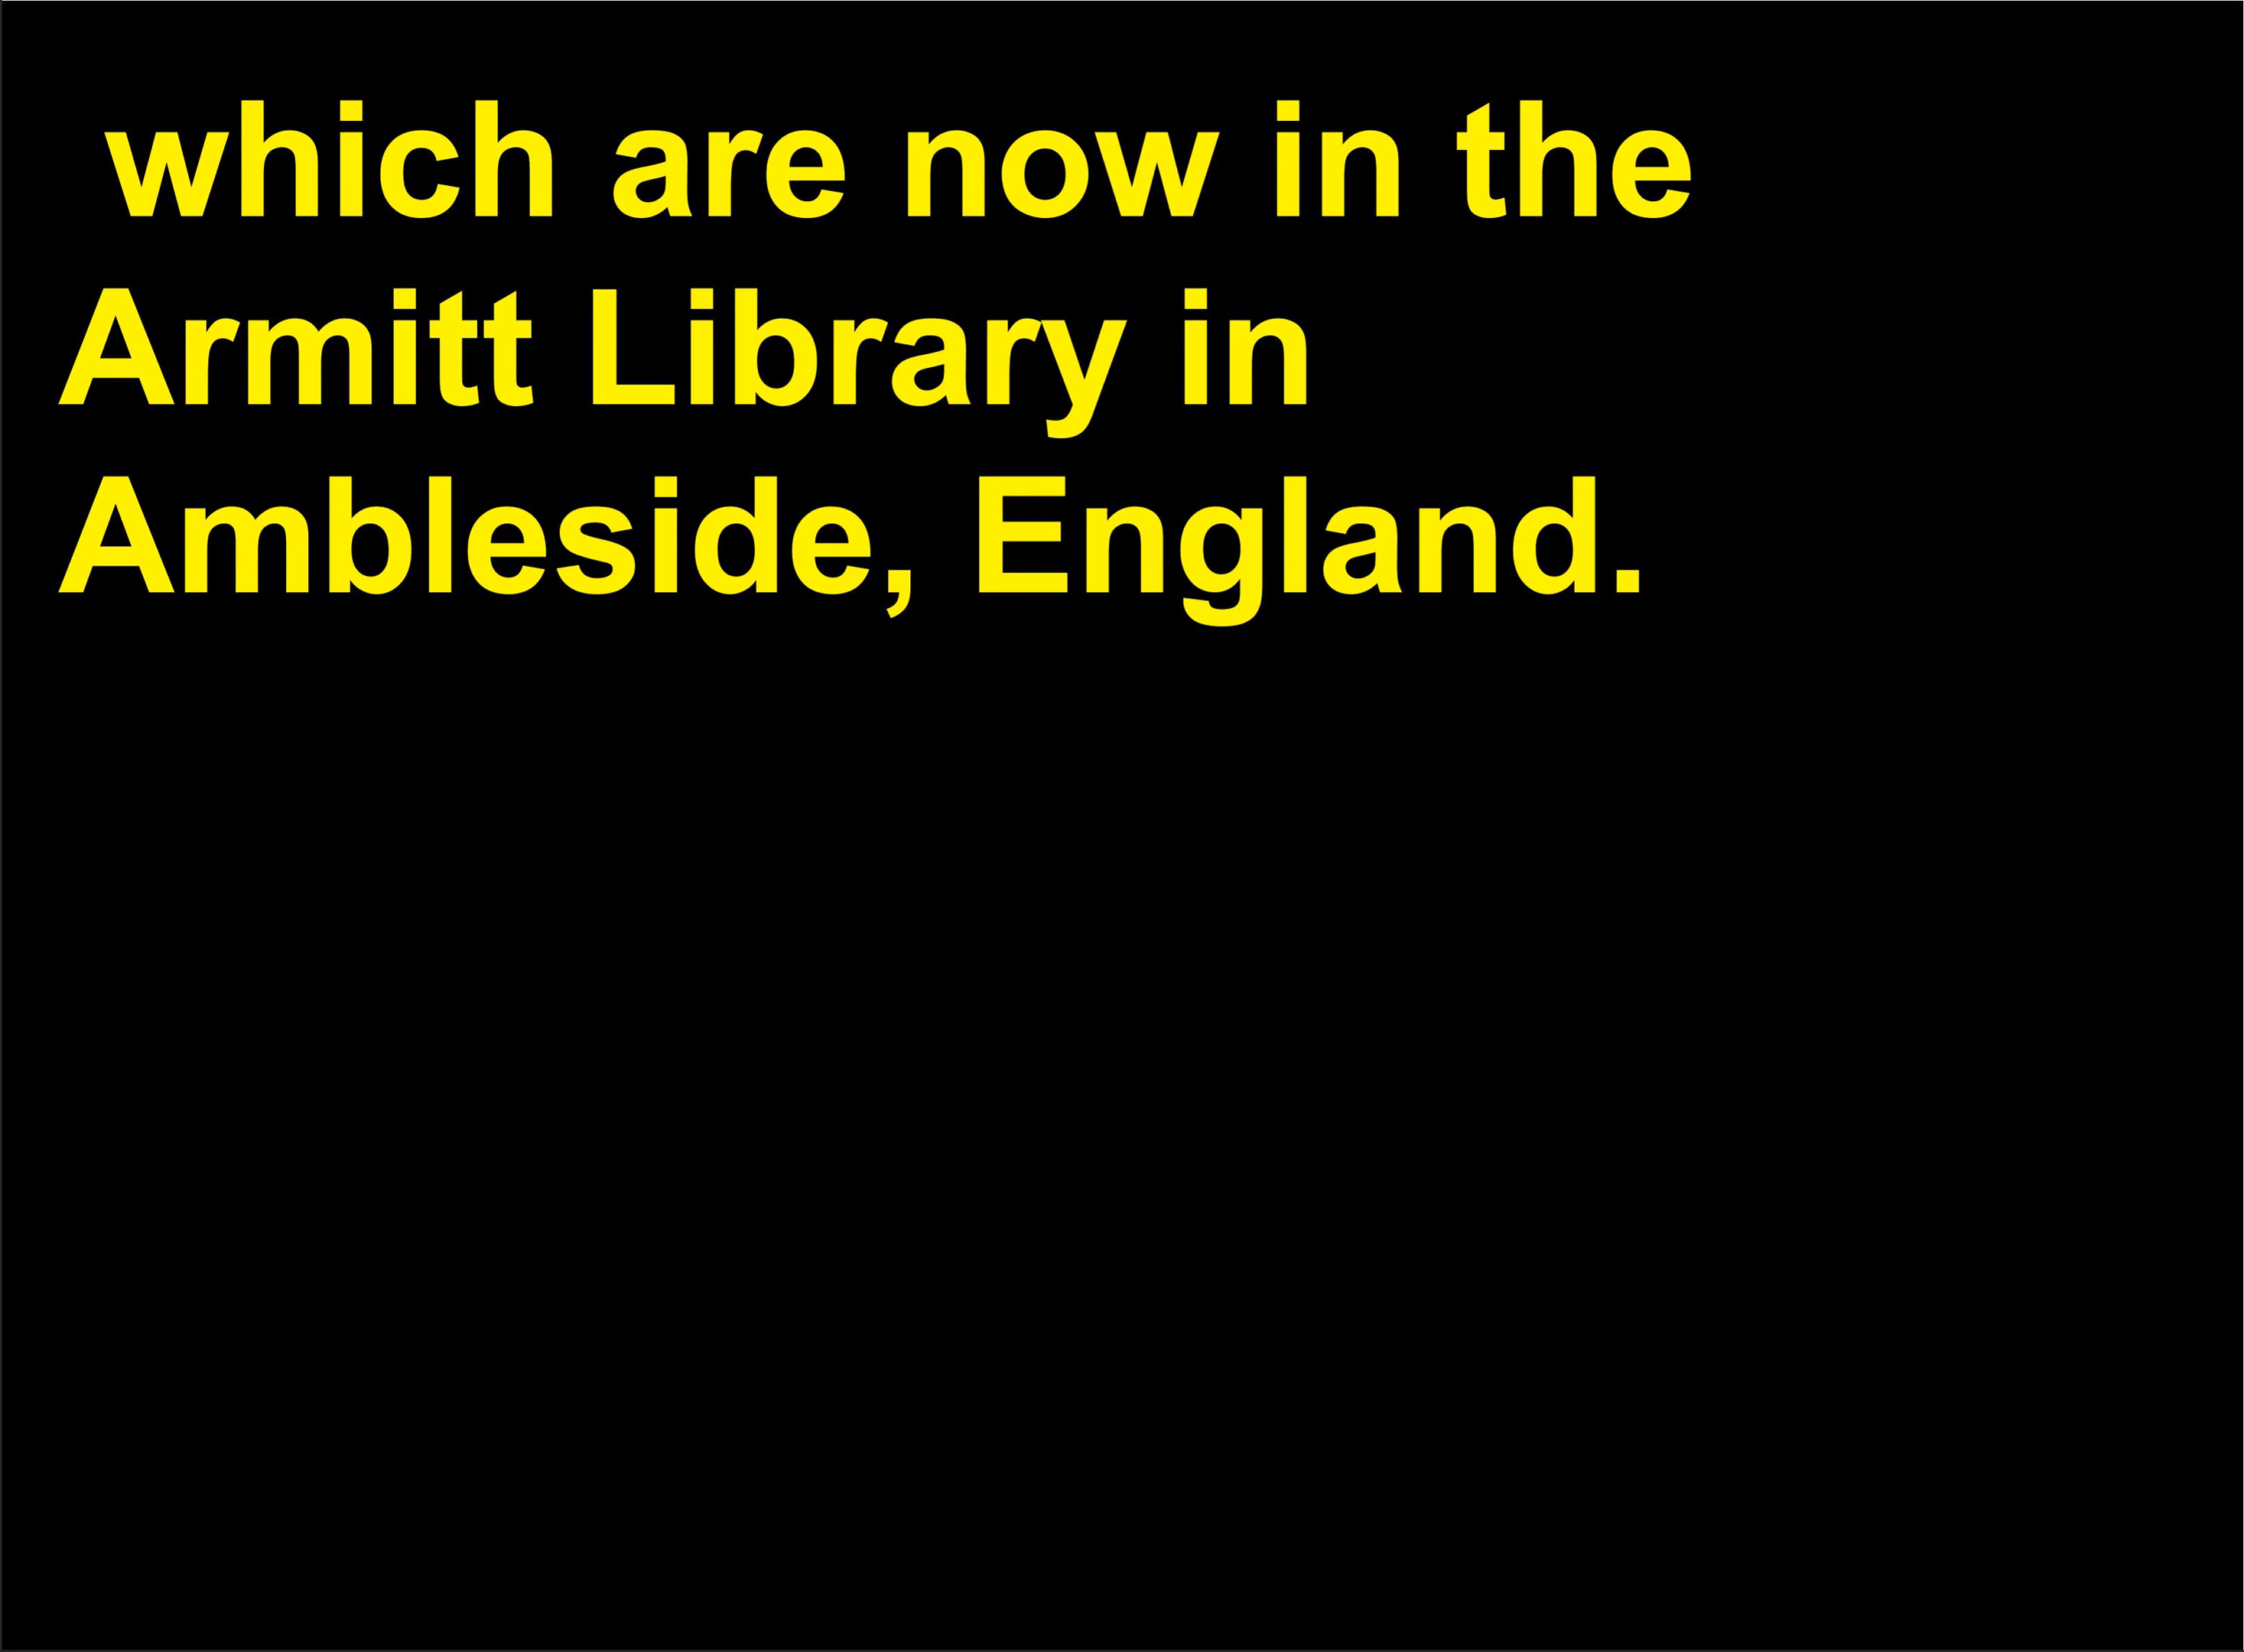 which are now in the
Armitt Library in
Ambleside, England.